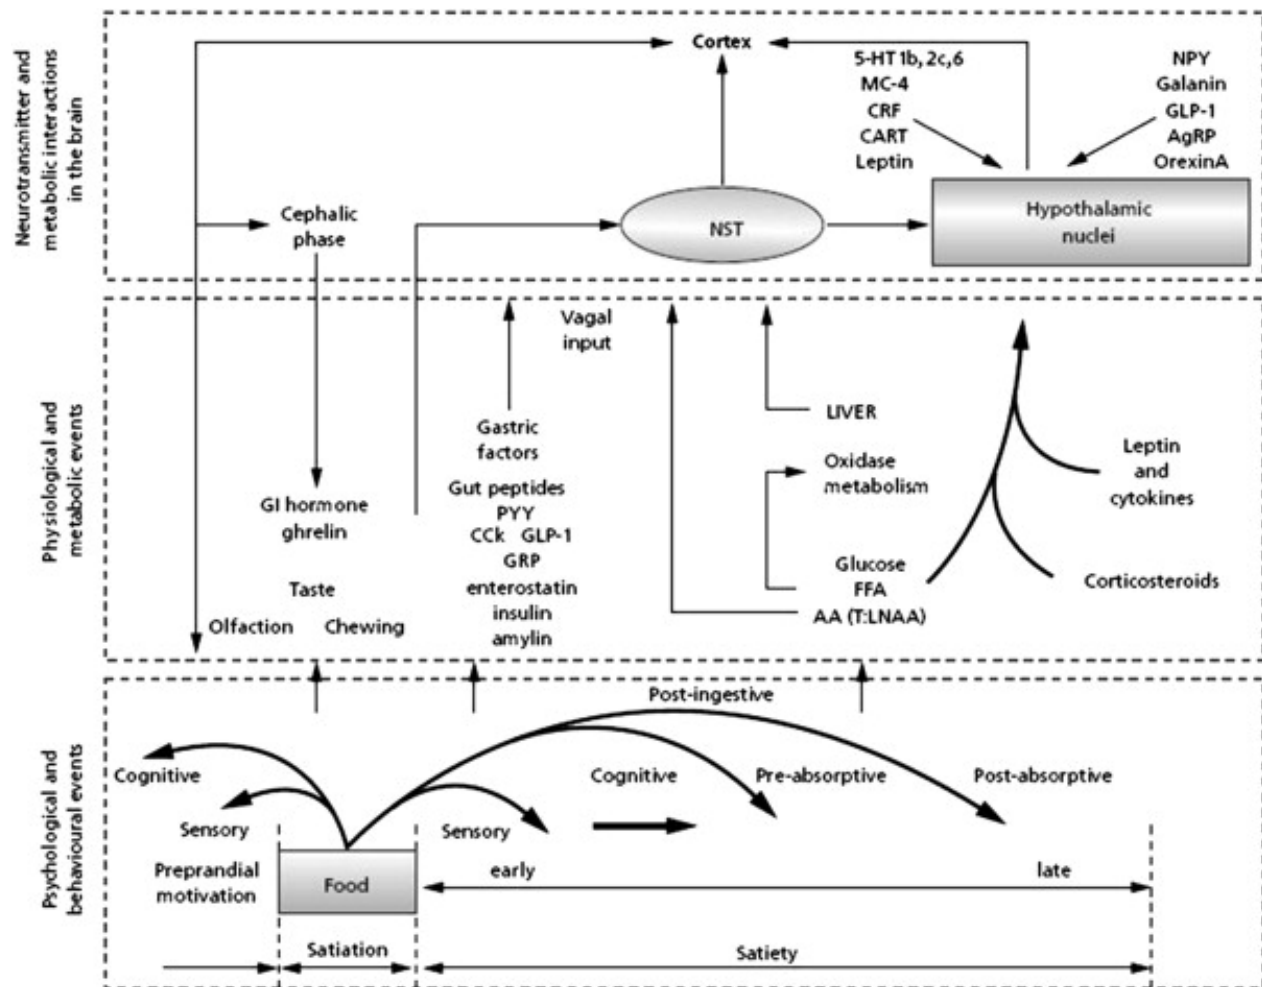 Neurotransmitter and
metabolic interactions
in the brain
Cortex
5-HT1b, 2c,6
MC-4
CRF
CART
Leptin
NPY
Galanin
GLP-1
AgRP
OrexinA
Cephalic
phase
NST
Hypothalamic
nuclei
Physiological and
metabolic events
Vagal
input
Gastric
factors
Gut peptides
PYY
CCk GLP-1
GRP
enterostatin
insulin
amylin
GI hormone
ghrelin
Taste
Olfaction Chewing
LIVER
Oxidase
metabolism
Glucose
FFA
AA (T:LNAA)
Leptin
and
cytokines
Corticosteroids
Psychological and
behavioural events
Post-ingestive
Cognitive
Sensory
Sensory
Cognitive
Pre-absorptive
Post-absorptive
Preprandial
motivation
Food
early
late
Satiation
Satiety